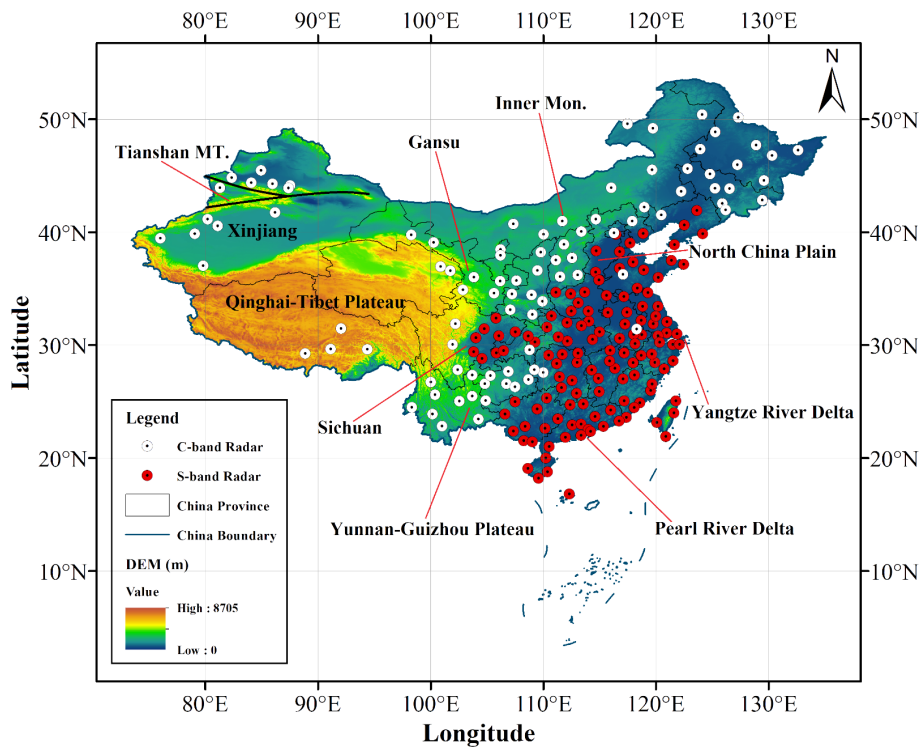 80°E 90°E 100°E 110°E 120°E 130°E
N
50°N 50°N
Inner Mon.
Gansu
Tianshan MT.
40°N 40°N
Xinjiang
North China Plain
Qinghai-Tibet Plateau
30°N 30°N
Latitude
Sichuan
Yangtze River Delta
20°N 20°N
Yunnan-Guizhou Plateau
Pearl River Delta
10°N 10°N
Legend
C-band Radar
S-band Radar
China Province
China Boundary
DEM (m)
Value
High : 8705
Low : 0
80°E 90°E 100°E 110°E 120°E 130°E
Longitude